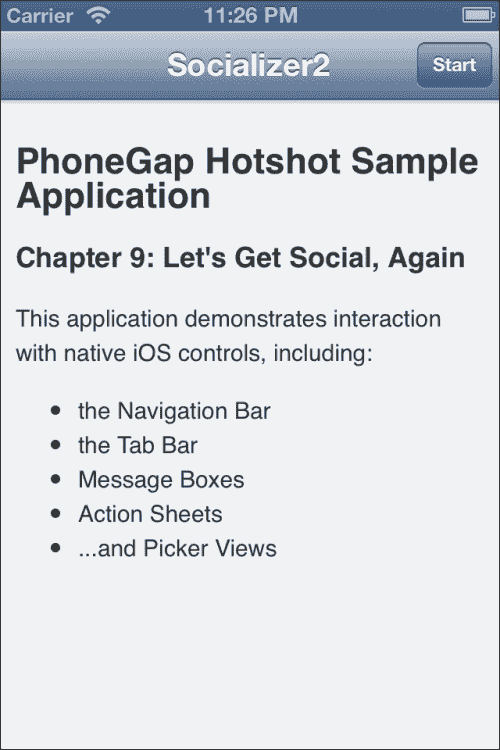 Carrier 11:26 PM
Socializer2 Start
PhoneGap Hotshot Sample
Application
Chapter 9: Let's Get Social, Again
This application demonstrates interaction
with native iOS controls, including:
• the Navigation Bar
• the Tab Bar
• Message Boxes
• Action Sheets
• ...and Picker Views